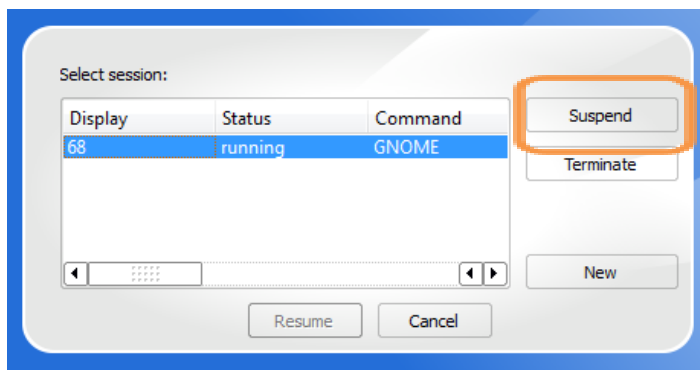 Select session:
Display Status Command
68 running GNOME
Suspend
Terminate
New
Resume Cancel